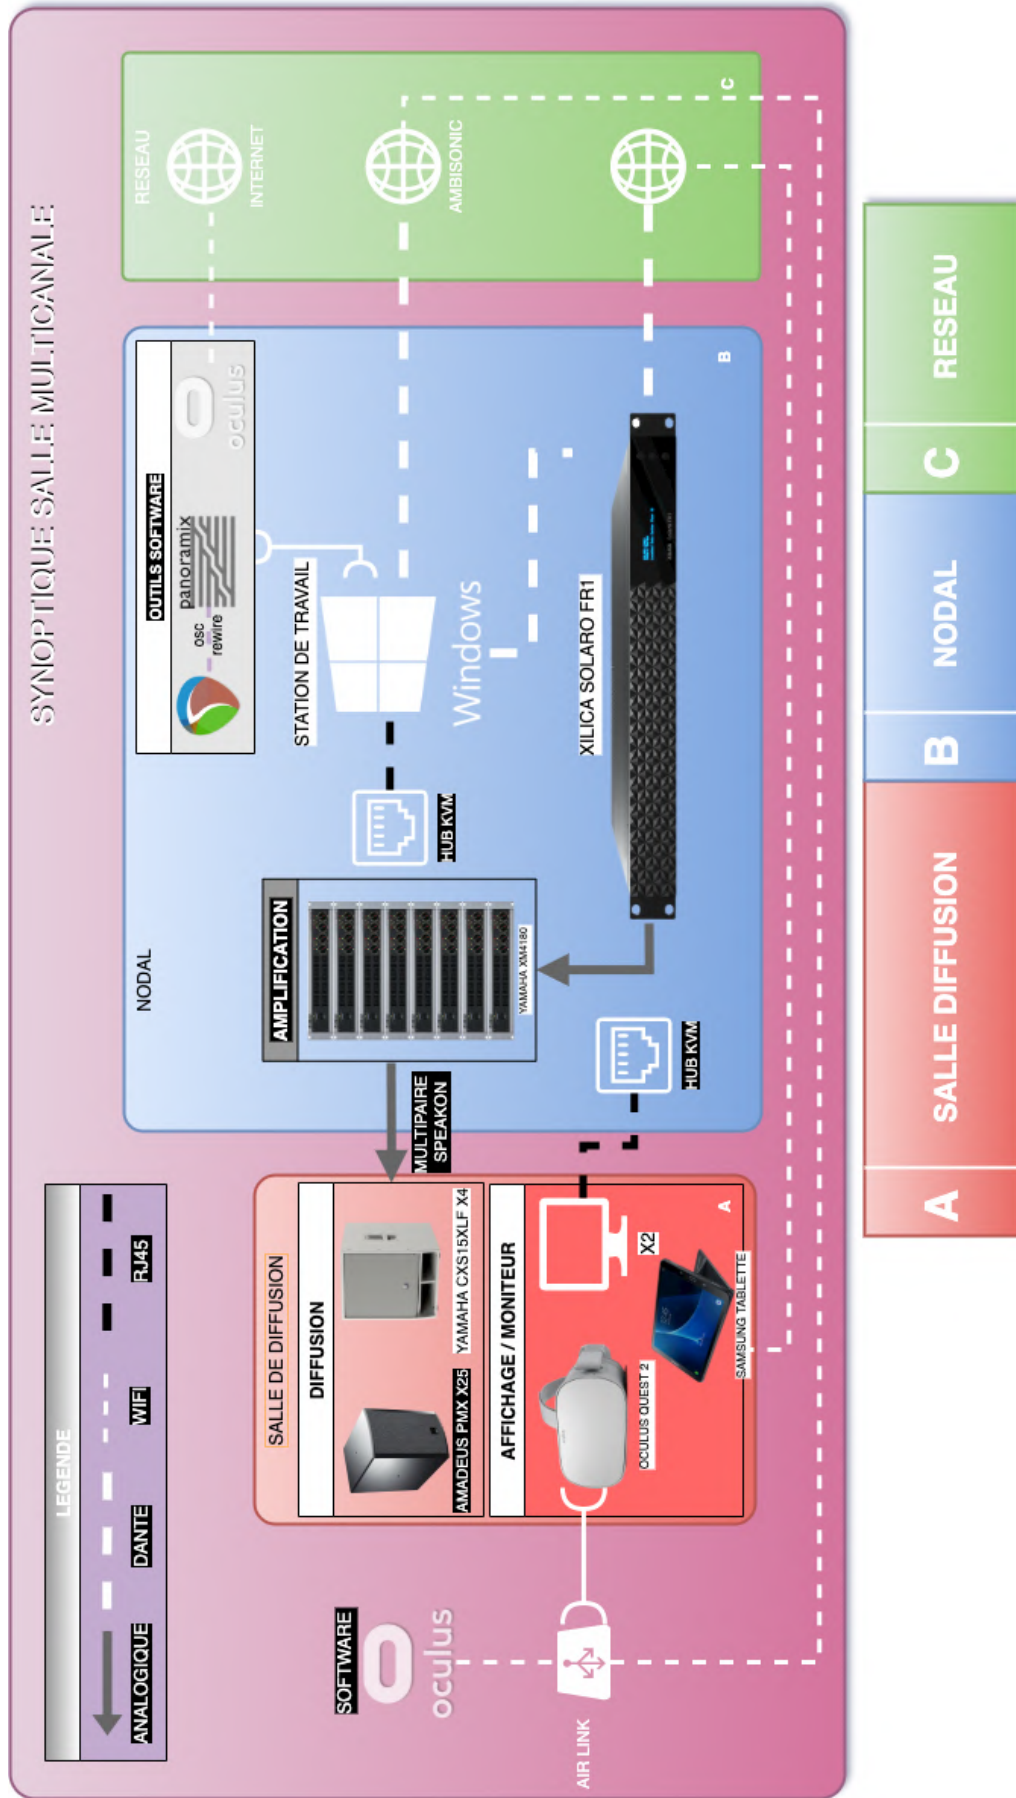 SYNOPTIQUE SALLE MULTICANALE
LEGENDE
ANALOGIQUE
DANTE
WIFI
RJ45
NODAL
OUTILS SOFTWARE
osc
rewire
panoramix
oculus
RESEAU
INTERNET
SALLE DE DIFFUSION
DIFFUSION
AMADEUS PMX X25
YAMAHA CXS15XLF X4
MULTIPAIRE
SPEAKON
AMPLIFICATION
YAMAHA XM4180
HUB KVM
STATION DE TRAVAIL
Windows
AMBISONIC
SOFTWARE
oculus
AFFICHAGE / MONITEUR
OCULUS QUEST 2
X2
SAMSUNG TABLETTE
A
HUB KVM
XILICA SOLARO FR1
B
C
AIR LINK
A
SALLE DIFFUSION
B
NODAL
C
RESEAU